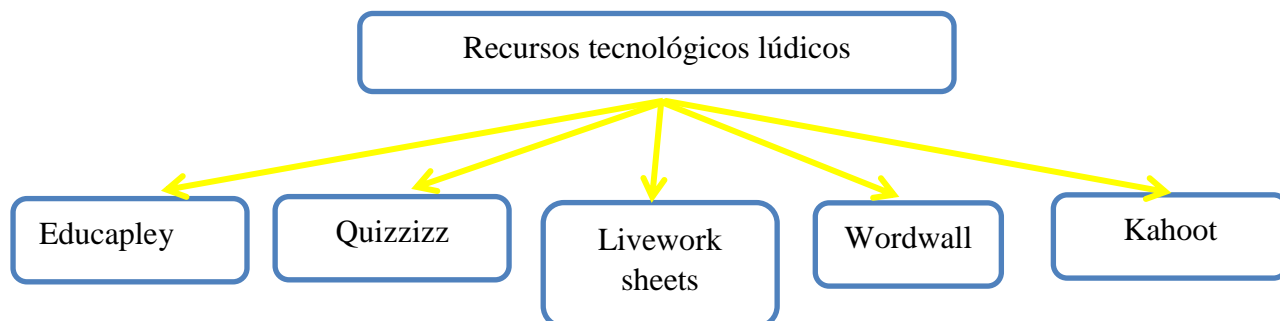 Recursos tecnológicos lúdicos
Educapley
Quizzizz
Livework
sheets
Wordwall
Kahoot